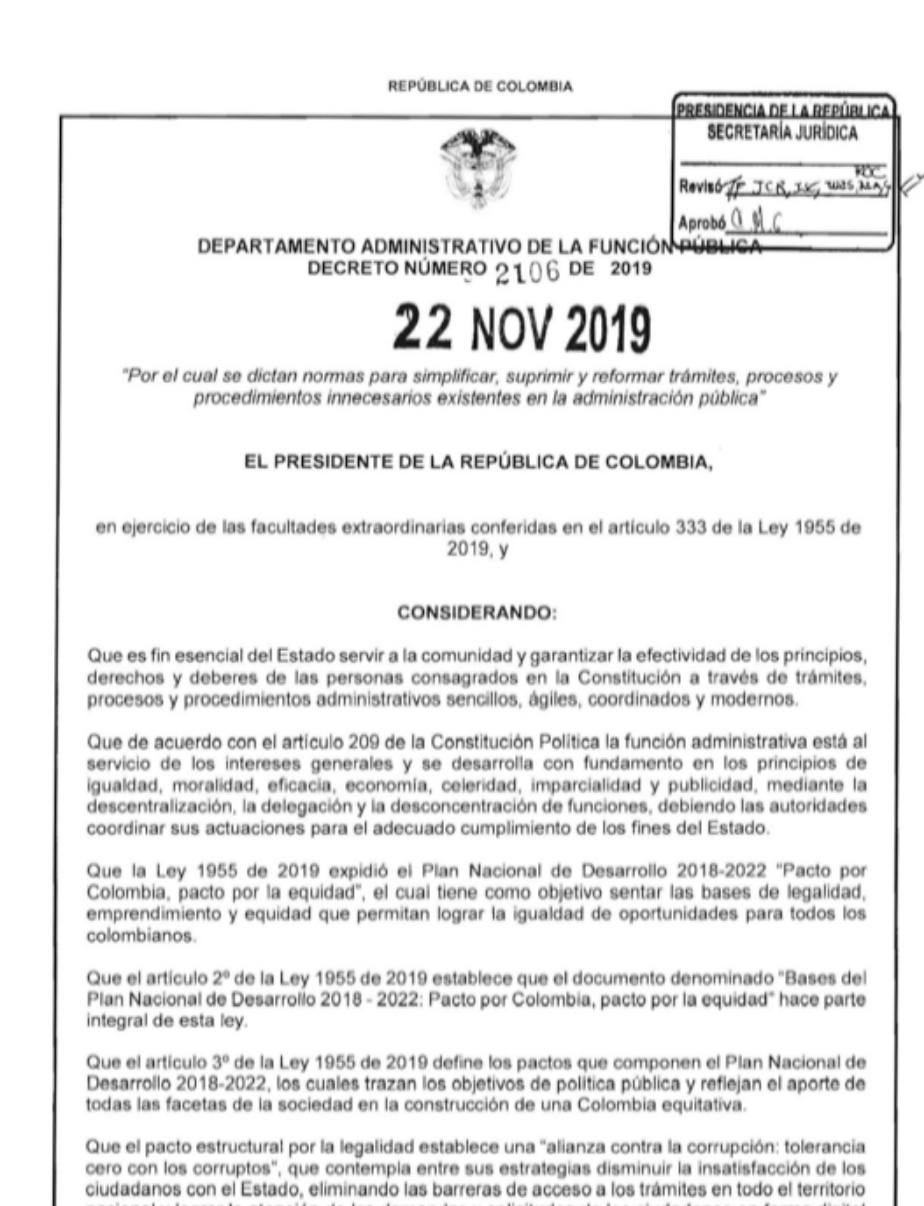 REPÚBLICA DE COLOMBIA
PRESIDENCIA DE LA REPÚBLICA
SECRETARÍA JURÍDICA
Revisó JCR
Aprobó
DEPARTAMENTO ADMINISTRATIVO DE LA FUNCIÓN PÚBLICA
DECRETO NÚMERO 2106 DE 2019
22 NOV 2019
"Por el cual se dictan normas para simplificar, suprimir y reformar trámites, procesos y
procedimientos innecesarios existentes en la administración pública"
EL PRESIDENTE DE LA REPÚBLICA DE COLOMBIA,
en ejercicio de las facultades extraordinarias conferidas en el artículo 333 de la Ley 1955 de
2019, y
CONSIDERANDO:
Que es fin esencial del Estado servir a la comunidad y garantizar la efectividad de los principios,
derechos y deberes de las personas consagrados en la Constitución a través de trámites,
procesos y procedimientos administrativos sencillos, ágiles, coordinados y modernos.
Que de acuerdo con el artículo 209 de la Constitución Política la función administrativa está al
servicio de los intereses generales y se desarrolla con fundamento en los principios de
igualdad, moralidad, eficacia, economía, celeridad, imparcialidad y publicidad, mediante la
descentralización, la delegación y la desconcentración de funciones, debiendo las autoridades
coordinar sus actuaciones para el adecuado cumplimiento de los fines del Estado.
Que la Ley 1955 de 2019 expidió el Plan Nacional de Desarrollo 2018-2022 "Pacto por
Colombia, pacto por la equidad", el cual tiene como objetivo sentar las bases de legalidad,
emprendimiento y equidad que permitan lograr la igualdad de oportunidades para todos los
colombianos.
Que el artículo 2º de la Ley 1955 de 2019 establece que el documento denominado "Bases del
Plan Nacional de Desarrollo 2018 - 2022: Pacto por Colombia, pacto por la equidad" hace parte
integral de esta ley.
Que el artículo 3º de la Ley 1955 de 2019 define los pactos que componen el Plan Nacional de
Desarrollo 2018-2022, los cuales trazan los objetivos de política pública y reflejan el aporte de
todas las facetas de la sociedad en la construcción de una Colombia equitativa.
Que el pacto estructural por la legalidad establece una "alianza contra la corrupción: tolerancia
cero con los corruptos", que contempla entre sus estrategias disminuir la insatisfacción de los
ciudadanos con el Estado, eliminando las barreras de acceso a los trámites en todo el territorio